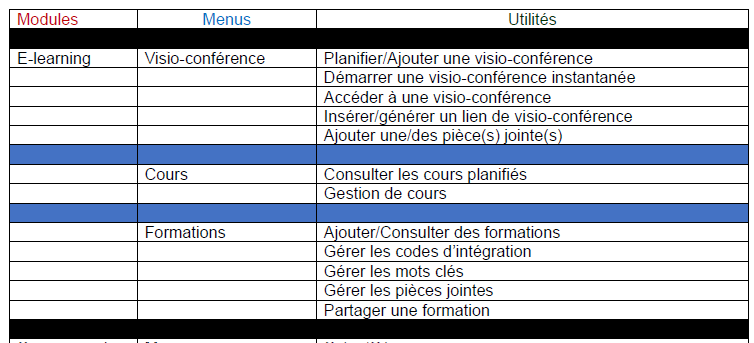 Modules Menus Utilités
E-learning Visio-conférence Planifier/Ajouter une visio-conférence
Démarrer une visio-conférence instantanée
Accéder à une visio-conférence
Insérer/générer un lien de visio-conférence
Ajouter une/des pièce(s) jointe(s)
Cours Consulter les cours planifiés
Gestion de cours
Formations Ajouter/Consulter des formations
Gérer les codes d’intégration
Gérer les mots clés
Gérer les pièces jointes
Partager une formation